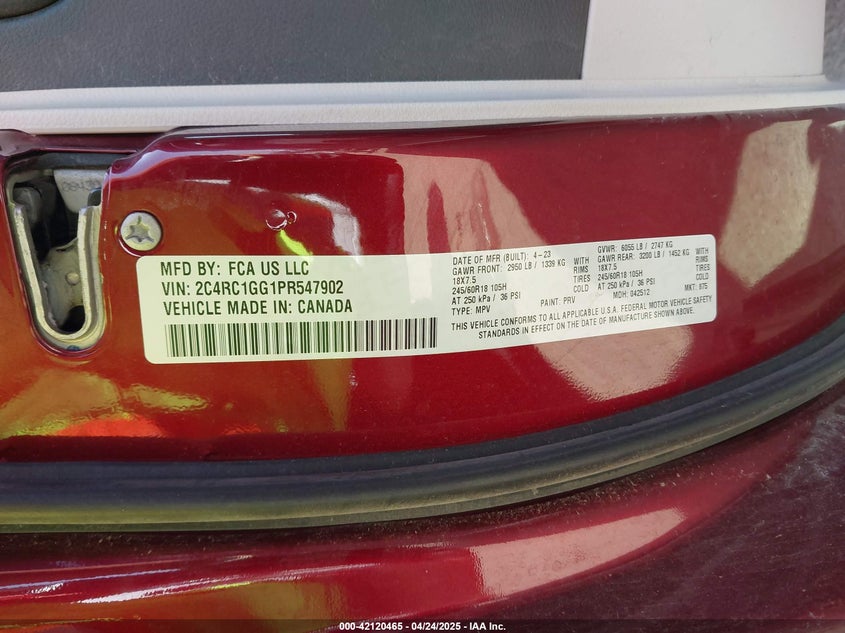 MFD BY: FCA US LLC
VIN: 2C4RC1GG1PR547902
VEHICLE MADE IN: CANADA
DATE OF MFR (BUILT): 4-23 GVWR: 6055 LB / 2747 KG
GAWR FRONT: 2950 LB / 1339 KG WITH GAWR REAR: 3200 LB / 1452 KG WITH
18X7.5 RIMS 18X7.5 RIMS
245/60R18 105H TIRES 245/60R18 105H TIRES
AT 250 kPa / 36 PSI COLD AT 250 kPa / 36 PSI COLD
TYPE: MPV PAINT: PRV MDH: 042512 MKT: 875
THIS VEHICLE CONFORMS TO ALL APPLICABLE U.S.A. FEDERAL MOTOR VEHICLE SAFETY
STANDARDS IN EFFECT ON THE DATE OF MANUFACTURE SHOWN ABOVE.
000-42120465 - 04/24/2025 - IAA Inc.